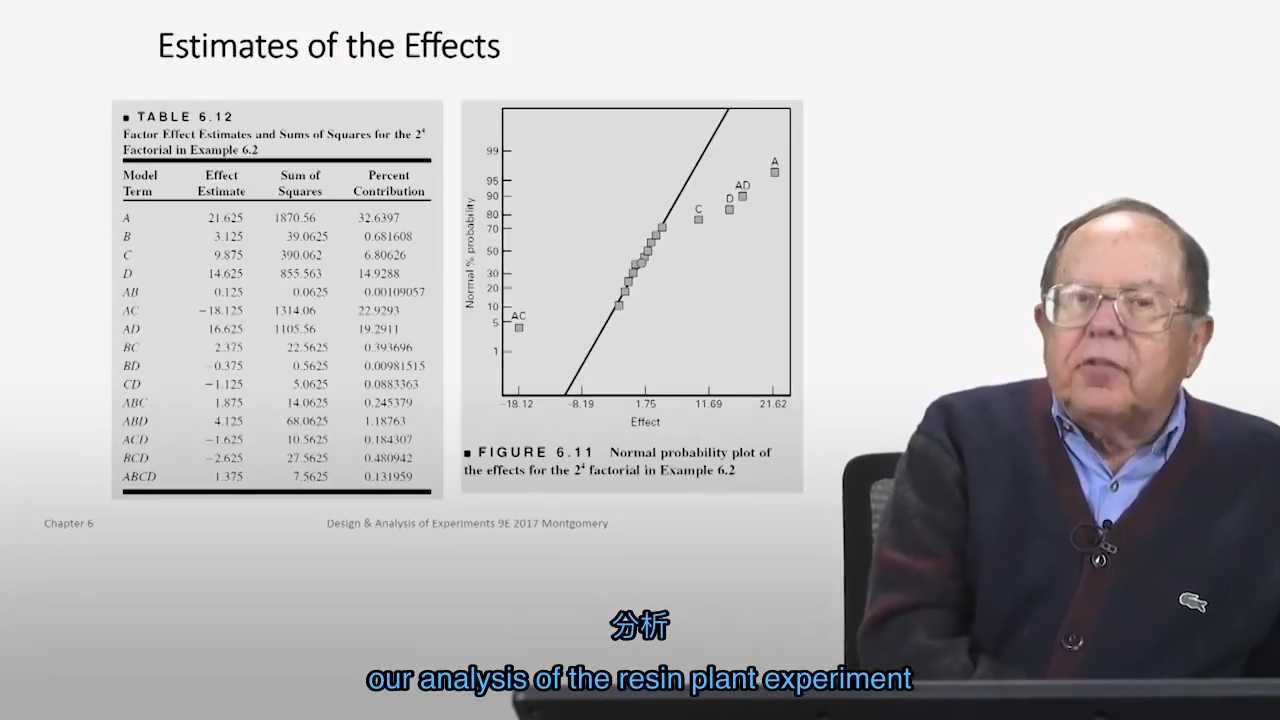 Estimates of the Effects
■ TABLE 6.12
Factor Effect Estimates and Sums of Squares for the 2⁴
Factorial in Example 6.2
Model Effect Sum of Percent
Term Estimate Squares Contribution
A 21.625 1870.56 32.6397
B 3.125 39.0625 0.681608
C 9.875 390.062 6.80626
D 14.625 855.563 14.9288
AB 0.125 0.0625 0.00109057
AC −18.125 1314.06 22.9293
AD 16.625 1105.56 19.2911
BC 2.375 22.5625 0.393696
BD −0.375 0.5625 0.00981515
CD −1.125 5.0625 0.0883363
ABC 1.875 14.0625 0.245379
ABD 4.125 68.0625 1.18763
ACD −1.625 10.5625 0.184307
BCD −2.625 27.5625 0.480942
ABCD 1.375 7.5625 0.131959
Normal % probability
99
95
90
80
70
50
30
20
10
5
1
A
AD
D
C
AC
−18.12 −8.19 1.75 11.69 21.62
Effect
■ FIGURE 6.11 Normal probability plot of
the effects for the 2⁴ factorial in Example 6.2
Chapter 6
Design & Analysis of Experiments 9E 2017 Montgomery
分析
our analysis of the resin plant experiment